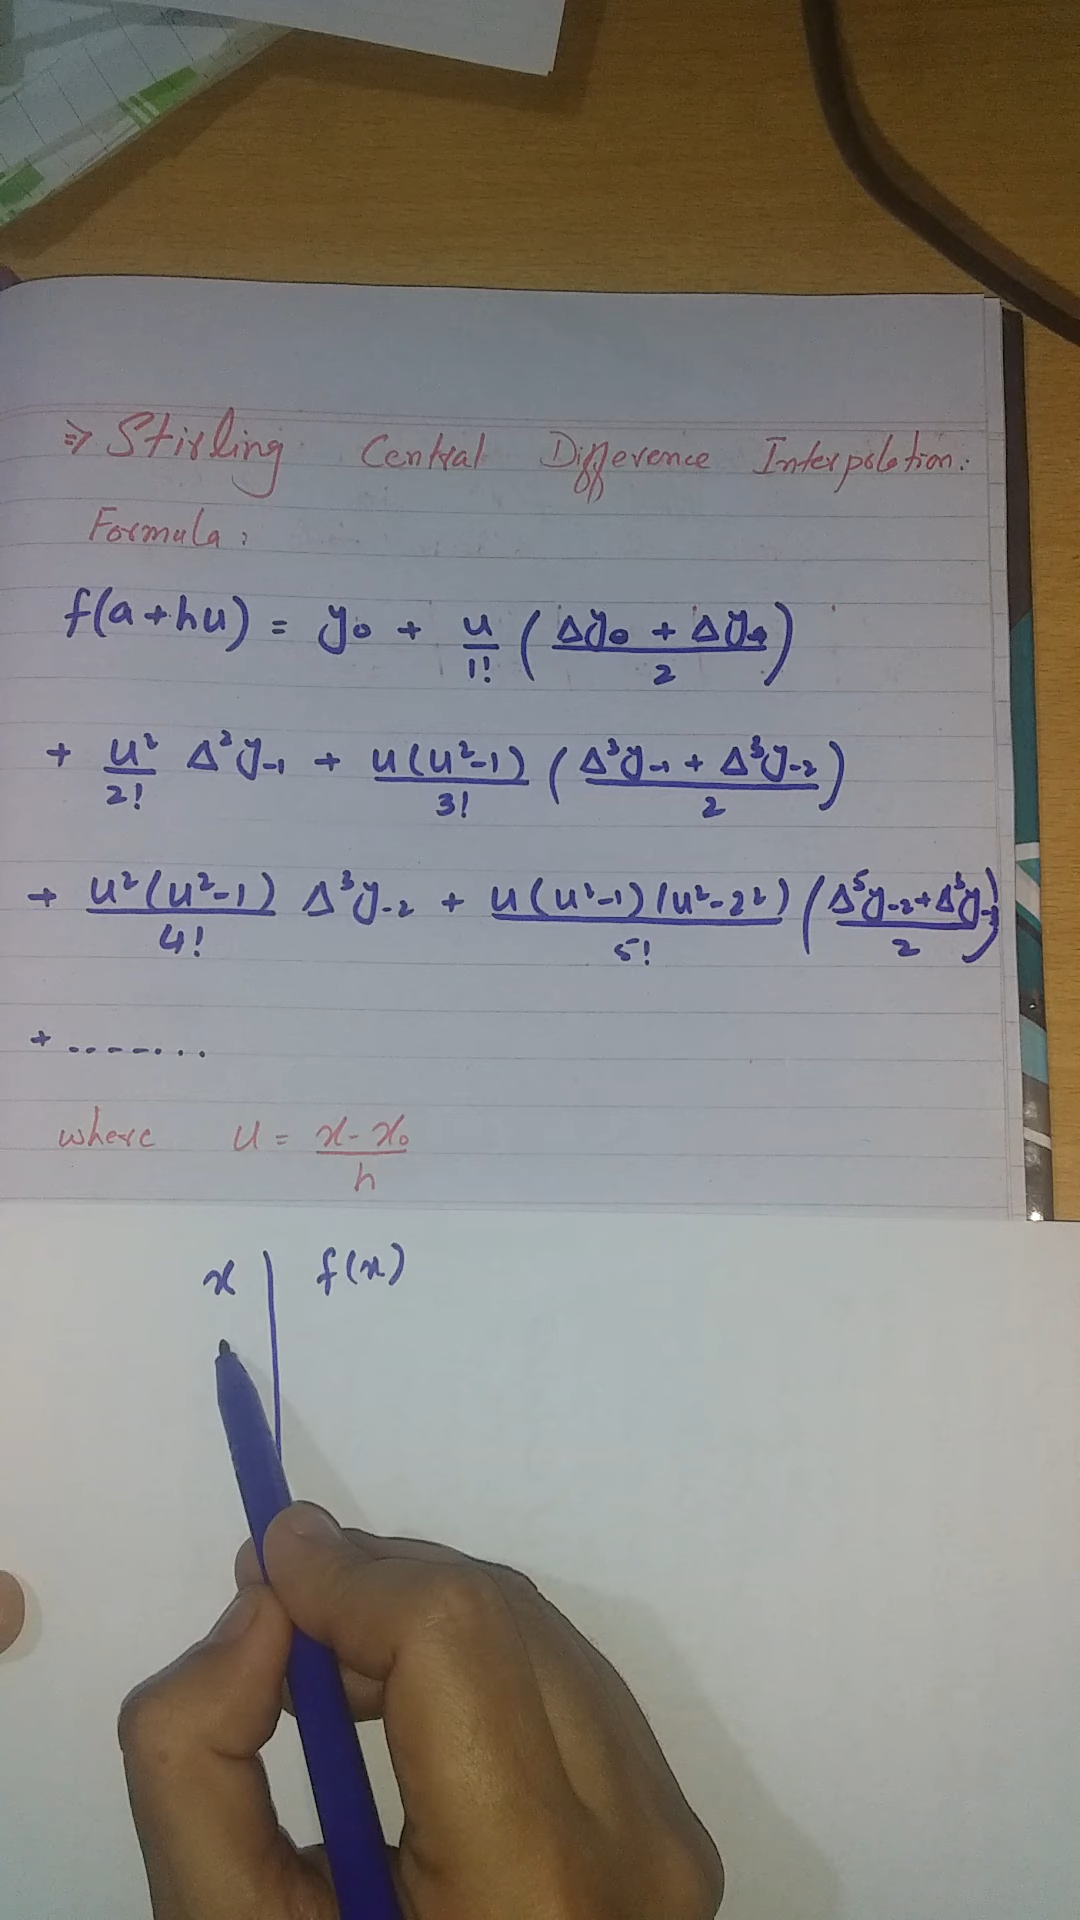 ⇒ Stirling Central Difference Interpolation.
Formula :
f(a+hu) = y₀ + u/1! ( (Δy₀ + Δy₋₁)/2 )
+ u²/2! Δ²y₋₁ + u(u²-1)/3! ( (Δ³y₋₁ + Δ³y₋₂)/2 )
+ u²(u²-1)/4! Δ³y₋₂ + u(u²-1)(u²-2²)/5! ( (Δ⁵y₋₂ + Δ⁵y₋₃)/2 )
+ .......
where u = (x - x₀)/h
x | f(x)